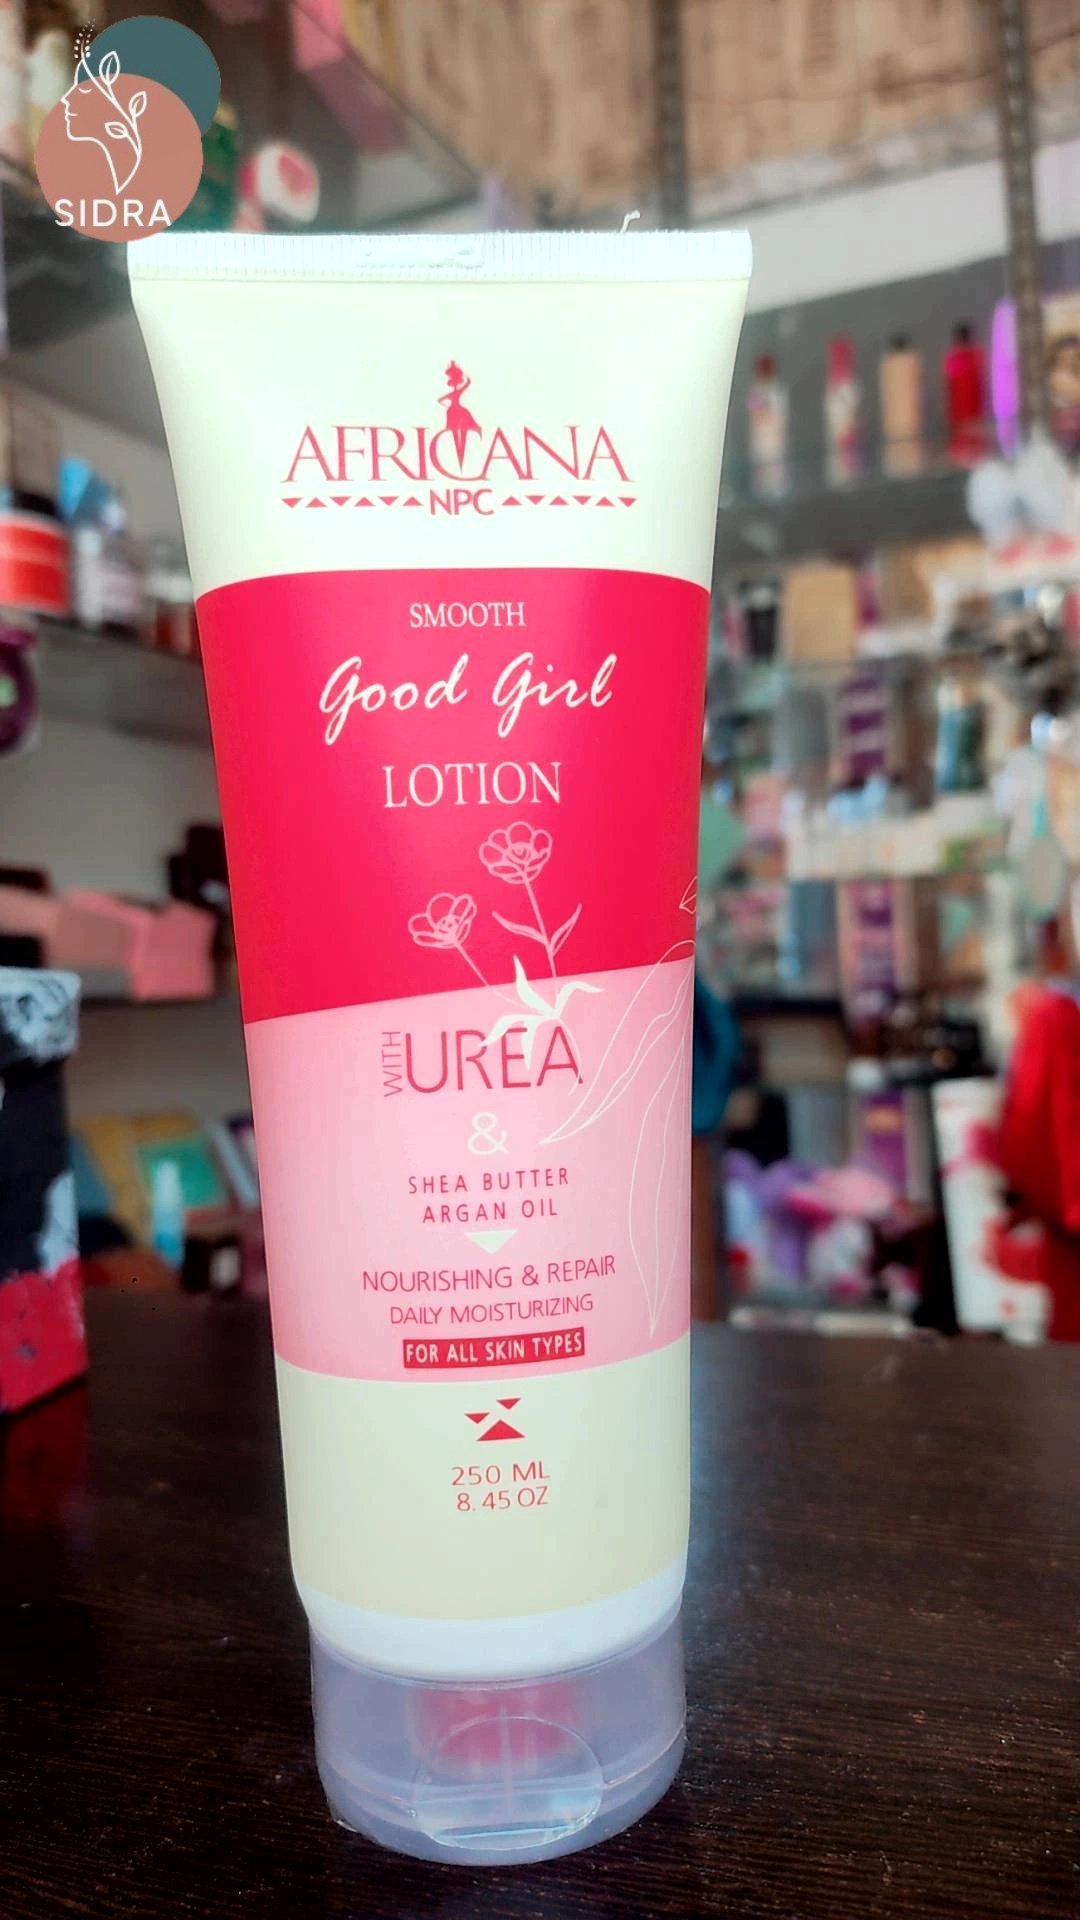 SIDRA
AFRICANA
NPC
SMOOTH
Good Girl
LOTION
WITH UREA
&
SHEA BUTTER
ARGAN OIL
NOURISHING & REPAIR
DAILY MOISTURIZING
FOR ALL SKIN TYPES
250 ML
8.45 OZ